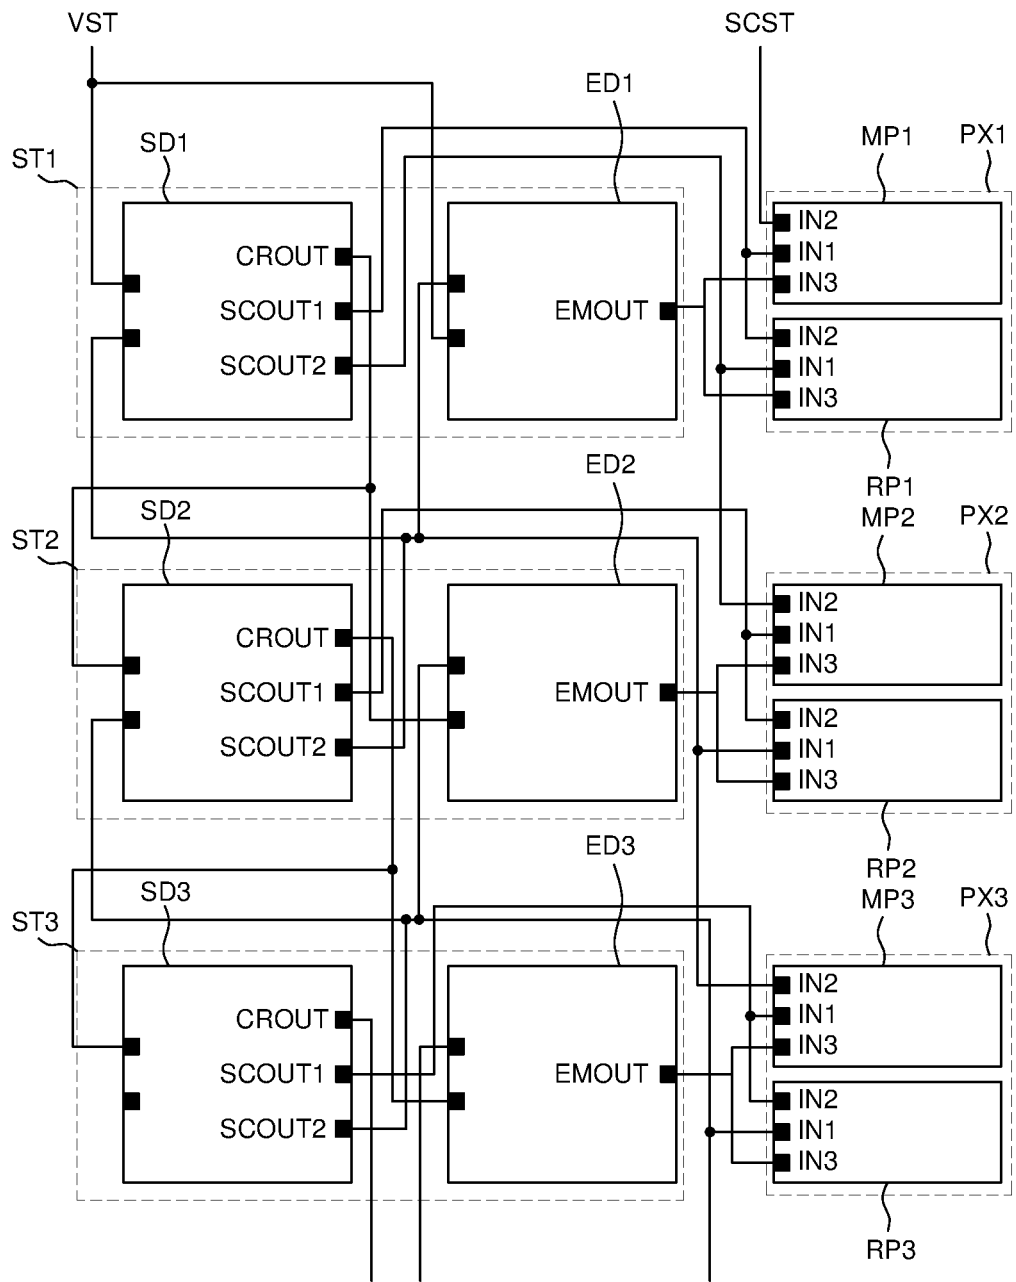 VST
SCST
ED1
MP1
PX1
SD1
ST1
IN2
CROUT
IN1
IN3
SCOUT1
EMOUT
IN2
SCOUT2
IN1
IN3
ED2
RP1
SD2
MP2
PX2
ST2
IN2
CROUT
IN1
IN3
SCOUT1
EMOUT
IN2
SCOUT2
IN1
IN3
ED3
RP2
SD3
MP3
PX3
ST3
IN2
CROUT
IN1
IN3
SCOUT1
EMOUT
IN2
SCOUT2
IN1
IN3
RP3